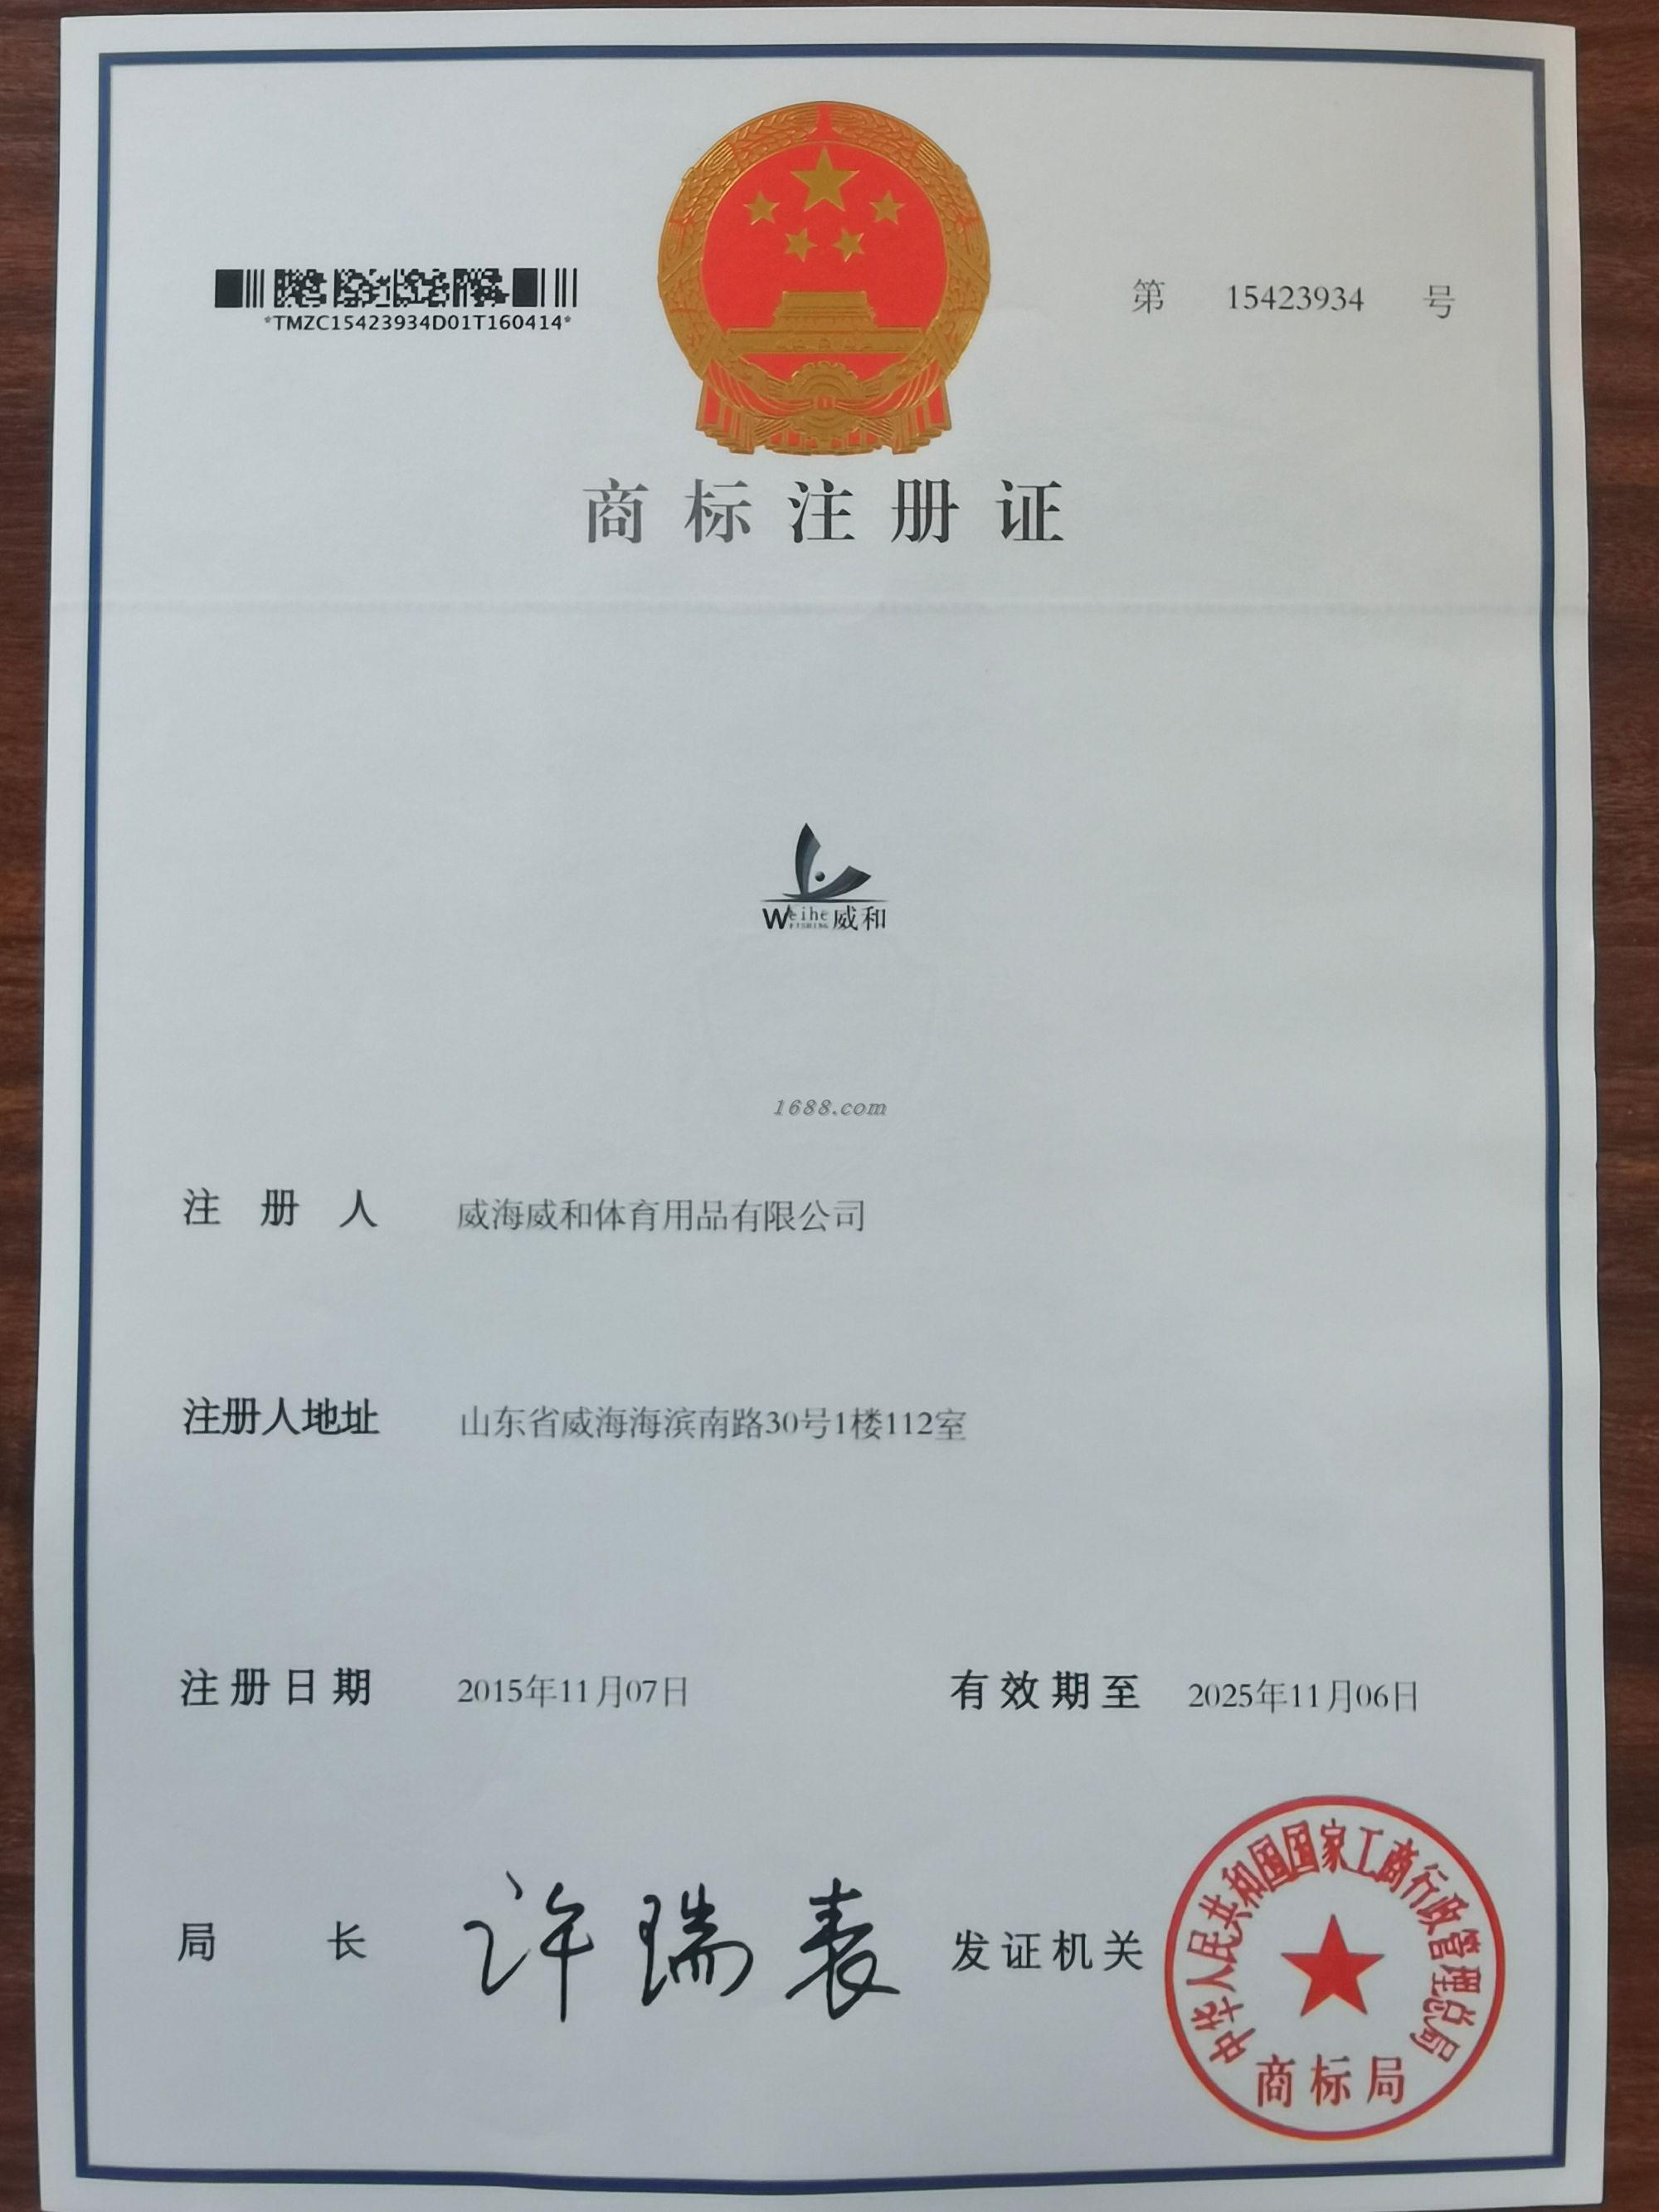 *TMZC15423934D01T160414*
第 15423934 号
商标注册证
Weihe威和
FISHING
1688.com
注册人 威海威和体育用品有限公司
注册人地址 山东省威海海滨南路30号1楼112室
注册日期 2015年11月07日 有效期至 2025年11月06日
局长 许瑞表 发证机关
中华人民共和国国家工商行政管理总局
商标局